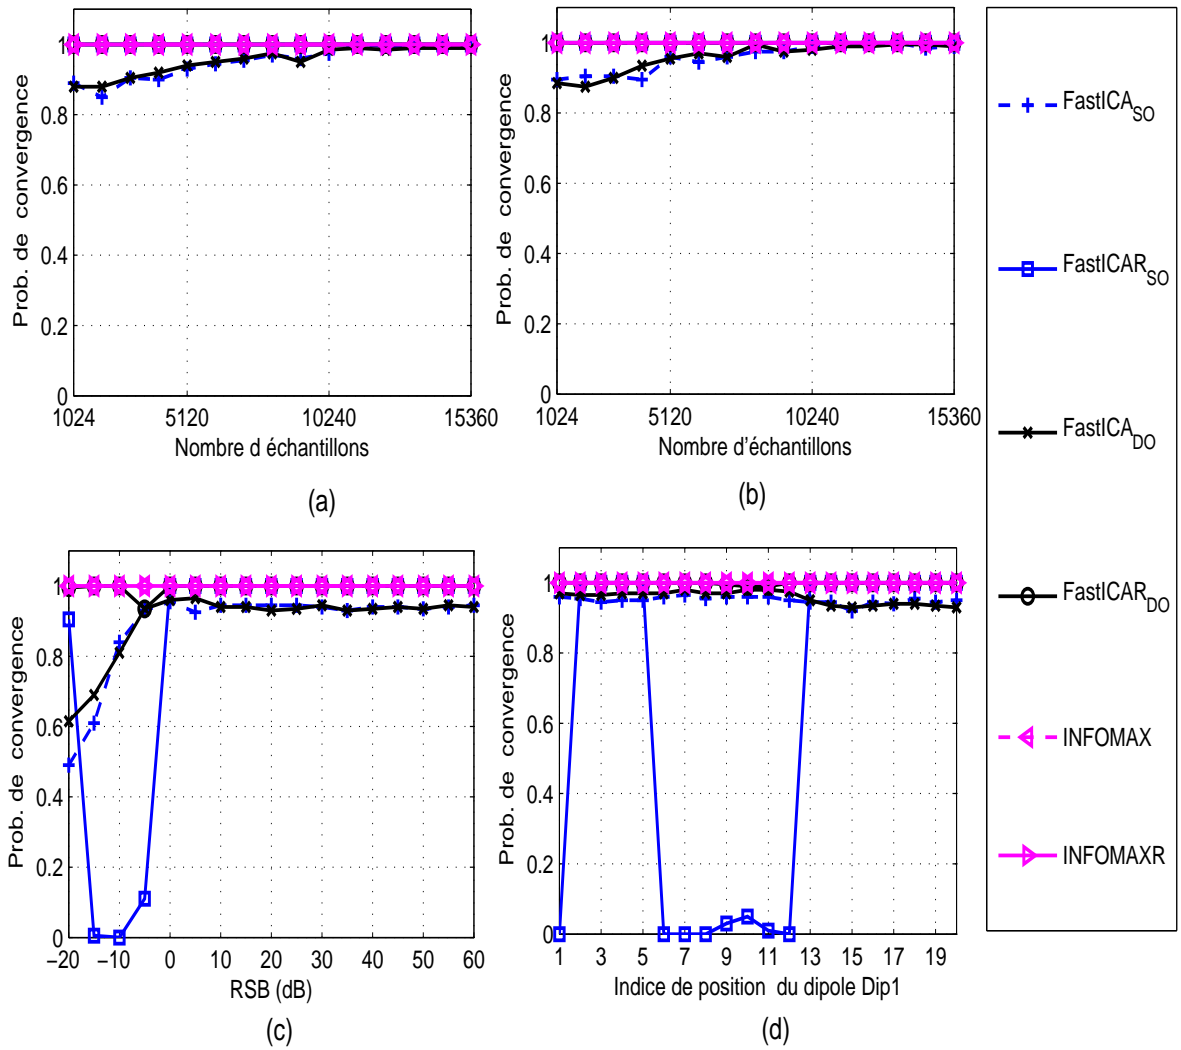 Prob. de convergence
1
0.8
0.6
0.4
0.2
0
1024 5120 10240 15360
Nombre d échantillons
(a)
Prob. de convergence
1
0.8
0.6
0.4
0.2
0
1024 5120 10240 15360
Nombre d'échantillons
(b)
Prob. de convergence
1
0.8
0.6
0.4
0.2
0
−20 −10 0 10 20 30 40 50 60
RSB (dB)
(c)
Prob. de convergence
1
0.8
0.6
0.4
0.2
0
1 3 5 7 9 11 13 15 17 19
Indice de position du dipole Dip1
(d)
FastICA_SO
FastICAR_SO
FastICA_DO
FastICAR_DO
INFOMAX
INFOMAXR